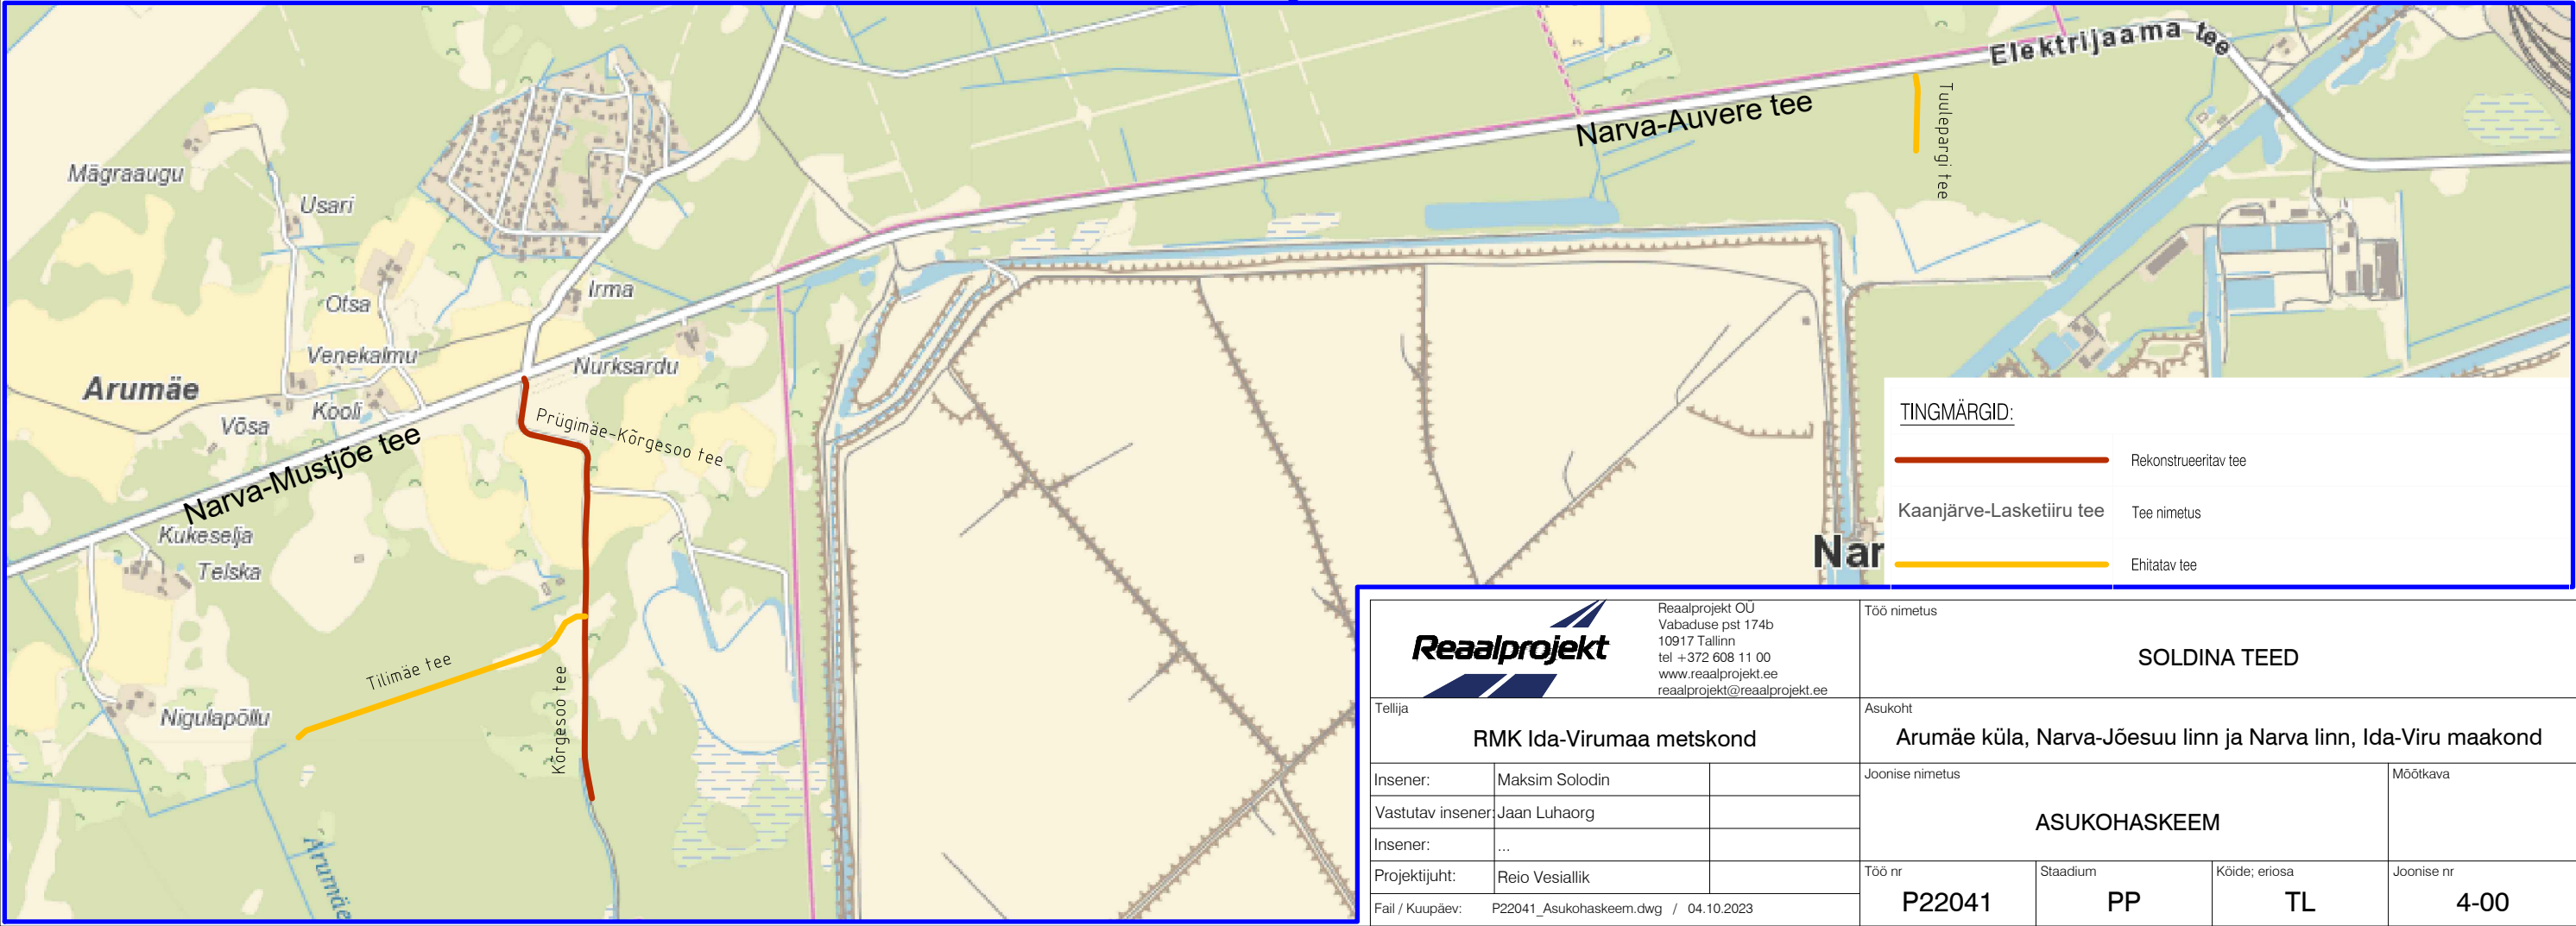 Elektrijaama tee
Narva-Auvere tee
Tuulepargi tee
Mägraaugu
Usari
Otsa
Irma
Venekalmu
Nurksardu
Arumäe
Kooli
Võsa
Prügimäe-Kõrgesoo tee
Narva-Mustjõe tee
Kukeselja
Telska
Tilimäe tee
Kõrgesoo tee
Nigulapõllu
Arumäe
Nar
TINGMÄRGID:
Rekonstrueeritav tee
Kaanjärve-Lasketiiru tee Tee nimetus
Ehitatav tee
Reaalprojekt
Reaalprojekt OÜ
Vabaduse pst 174b
10917 Tallinn
tel +372 608 11 00
www.reaalprojekt.ee
reaalprojekt@reaalprojekt.ee
Töö nimetus
SOLDINA TEED
Tellija
RMK Ida-Virumaa metskond
Asukoht
Arumäe küla, Narva-Jõesuu linn ja Narva linn, Ida-Viru maakond
Insener: Maksim Solodin
Vastutav insener: Jaan Luhaorg
Insener: ...
Projektijuht: Reio Vesiallik
Fail / Kuupäev: P22041_Asukohaskeem.dwg / 04.10.2023
Joonise nimetus
ASUKOHASKEEM
Mõõtkava
Töö nr
P22041
Staadium
PP
Köide; eriosa
TL
Joonise nr
4-00